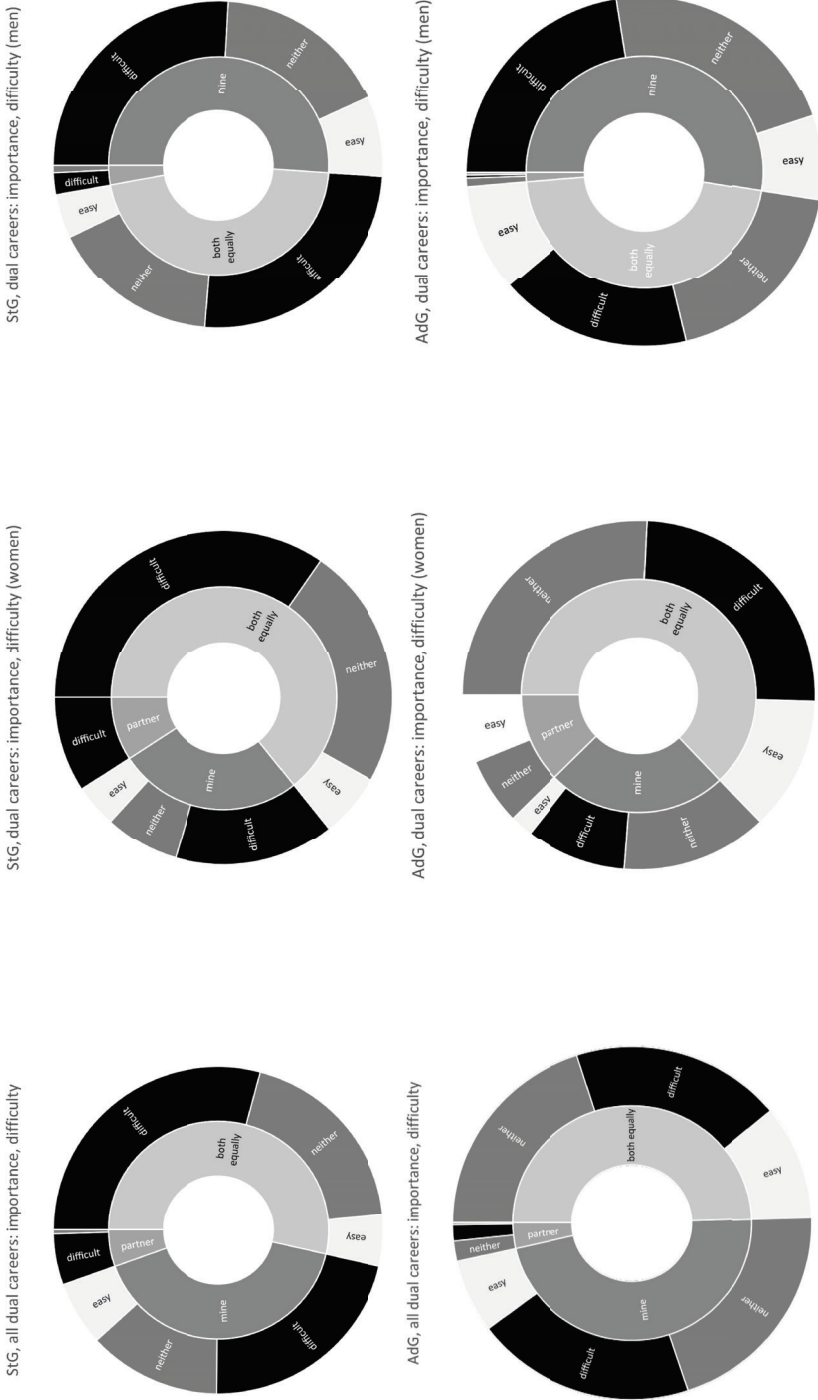 StG, all dual careers: importance, difficulty
difficult
both
equally
neither
easy
difficult
mine
neither
easy
difficult
partner
StG, dual careers: importance, difficulty (women)
difficult
both
equally
neither
easy
difficult
mine
neither
easy
difficult
partner
StG, dual careers: importance, difficulty (men)
difficult
mine
neither
easy
difficult
both
equally
neither
easy
difficult
AdG, all dual careers: importance, difficulty
neither
both equally
difficult
easy
neither
mine
difficult
easy
neither
partner
AdG, dual careers: importance, difficulty (women)
neither
both
equally
difficult
easy
neither
mine
difficult
easy
neither
partner
easy
AdG, dual careers: importance, difficulty (men)
difficult
mine
neither
easy
neither
both
equally
difficult
easy